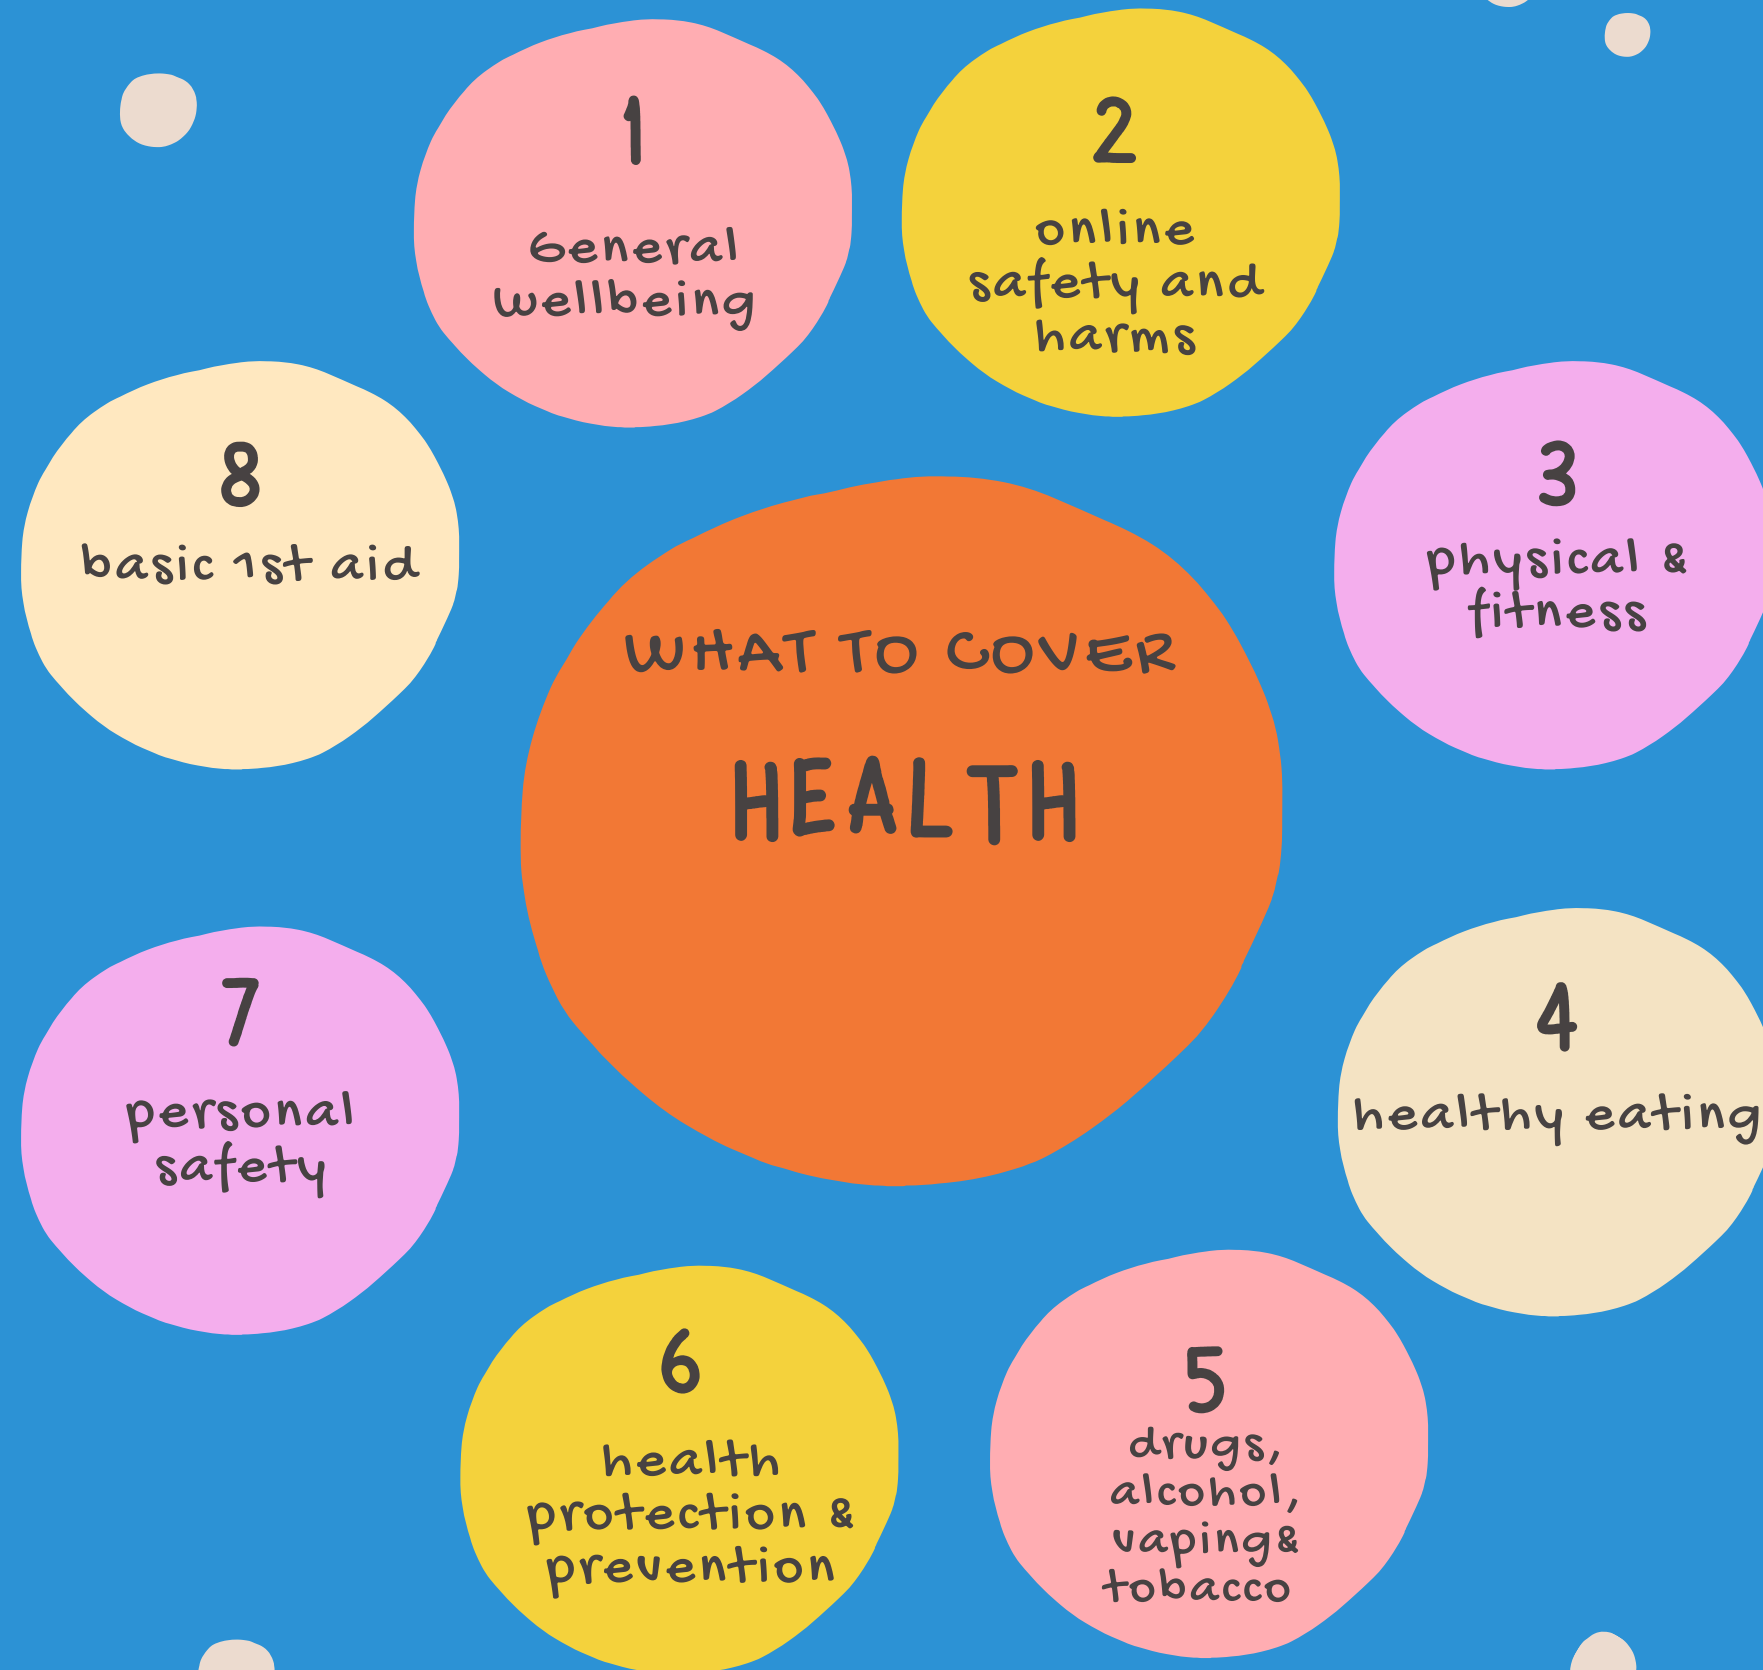 1
General
wellbeing
2
online
safety and
harms
3
physical &
fitness
4
healthy eating
5
drugs,
alcohol,
vaping&
tobacco
6
health
protection &
prevention
7
personal
safety
8
basic 1st aid
WHAT TO COVER
HEALTH